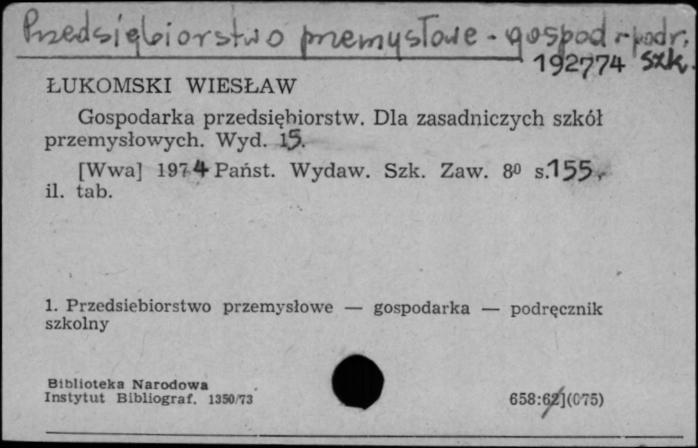 Przedsiębiorstwo przemysłowe - gospod - podr. szk.
192774
ŁUKOMSKI WIESŁAW
Gospodarka przedsiębiorstw. Dla zasadniczych szkół
przemysłowych. Wyd. 15.
[Wwa] 1974 Państ. Wydaw. Szk. Zaw. 8⁰ s.155.
il. tab.
1. Przedsiebiorstwo przemysłowe — gospodarka — podręcznik
szkolny
Biblioteka Narodowa
Instytut Bibliograf. 1350/73
658:62](075)